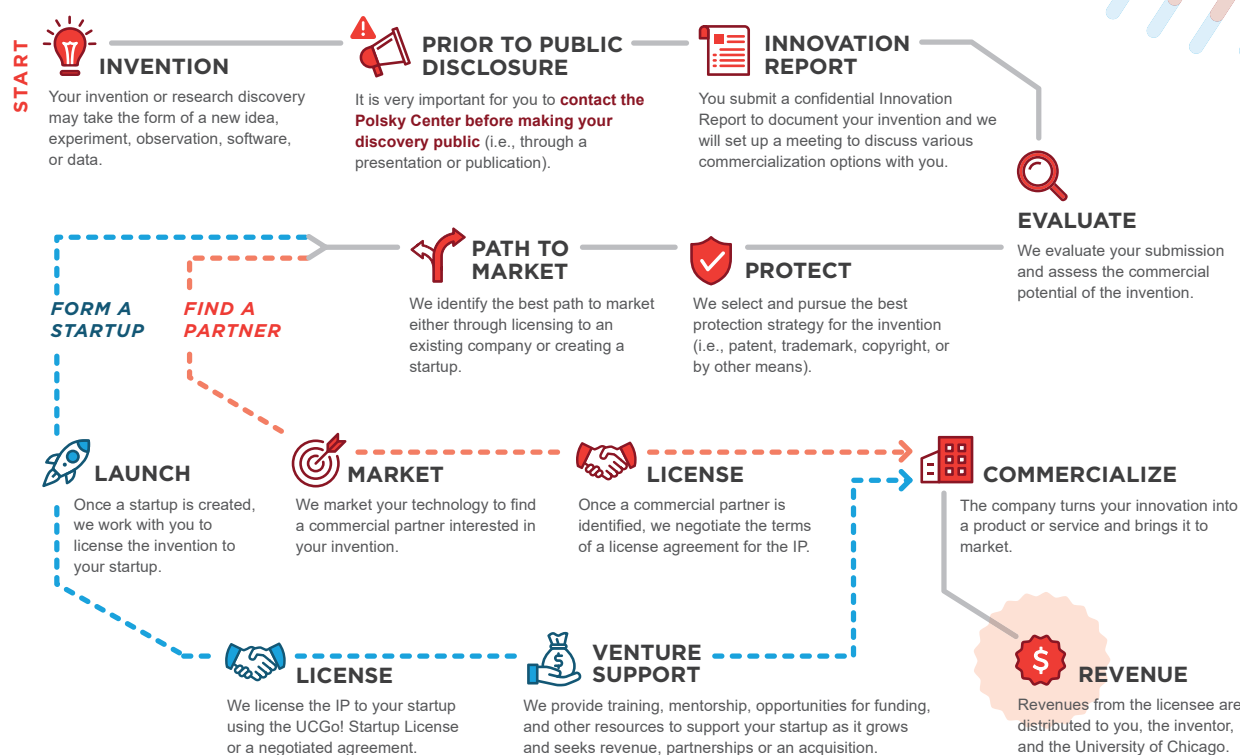 START
INVENTION
Your invention or research discovery
may take the form of a new idea,
experiment, observation, software,
or data.
PRIOR TO PUBLIC
DISCLOSURE
It is very important for you to contact the
Polsky Center before making your
discovery public (i.e., through a
presentation or publication).
INNOVATION
REPORT
You submit a confidential Innovation
Report to document your invention and we
will set up a meeting to discuss various
commercialization options with you.
EVALUATE
We evaluate your submission
and assess the commercial
potential of the invention.
PROTECT
We select and pursue the best
protection strategy for the invention
(i.e., patent, trademark, copyright, or
by other means).
PATH TO
MARKET
We identify the best path to market
either through licensing to an
existing company or creating a
startup.
FORM A
STARTUP
FIND A
PARTNER
LAUNCH
Once a startup is created,
we work with you to
license the invention to
your startup.
MARKET
We market your technology to find
a commercial partner interested in
your invention.
LICENSE
Once a commercial partner is
identified, we negotiate the terms
of a license agreement for the IP.
COMMERCIALIZE
The company turns your innovation into
a product or service and brings it to
market.
LICENSE
We license the IP to your startup
using the UCGo! Startup License
or a negotiated agreement.
$
VENTURE
SUPPORT
We provide training, mentorship, opportunities for funding,
and other resources to support your startup as it grows
and seeks revenue, partnerships or an acquisition.
$
REVENUE
Revenues from the licensee are
distributed to you, the inventor,
and the University of Chicago.